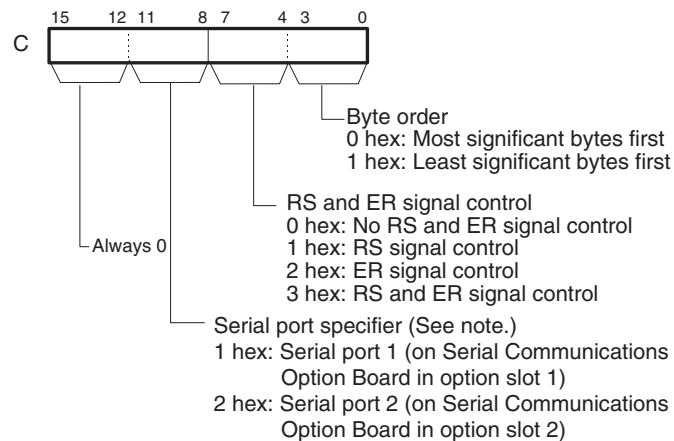 15 12 11 8 7 4 3 0
C
Byte order
0 hex: Most significant bytes first
1 hex: Least significant bytes first
RS and ER signal control
0 hex: No RS and ER signal control
1 hex: RS signal control
2 hex: ER signal control
3 hex: RS and ER signal control
Always 0
Serial port specifier (See note.)
1 hex: Serial port 1 (on Serial Communications
Option Board in option slot 1)
2 hex: Serial port 2 (on Serial Communications
Option Board in option slot 2)